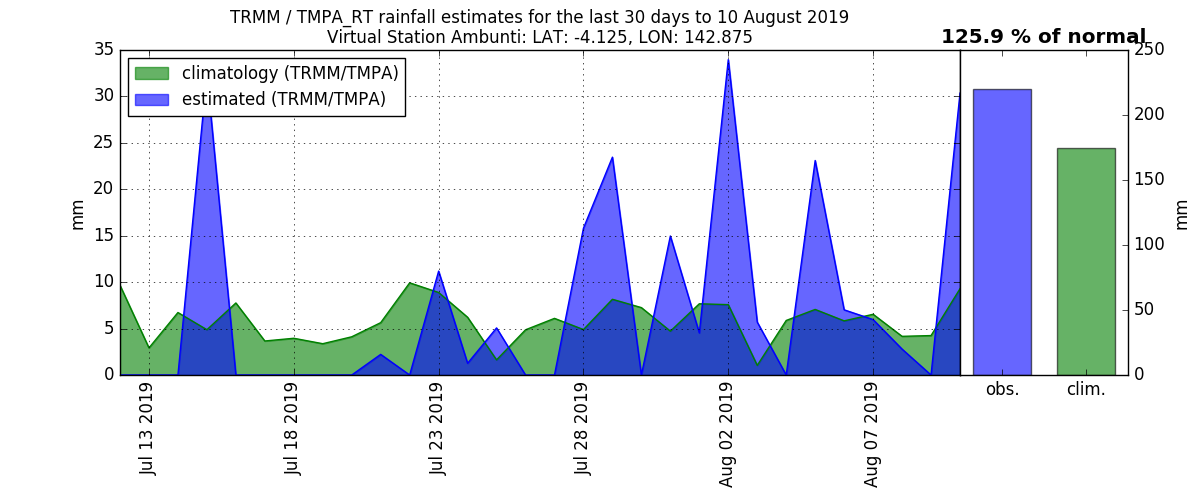 TRMM / TMPA_RT rainfall estimates for the last 30 days to 10 August 2019
Virtual Station Ambunti: LAT: -4.125, LON: 142.875
125.9 % of normal
climatology (TRMM/TMPA)
estimated (TRMM/TMPA)
35
30
25
20
15
10
5
0
mm
Jul 13 2019
Jul 18 2019
Jul 23 2019
Jul 28 2019
Aug 02 2019
Aug 07 2019
obs.
clim.
250
200
150
100
50
0
mm